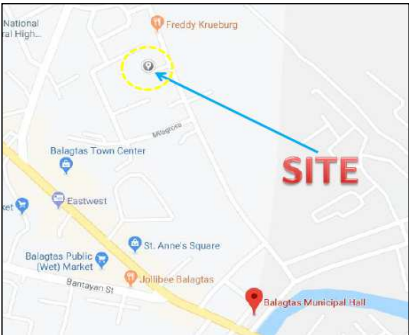 National
ral High...
Freddy Krueburg
Balagtas Town Center
SITE
Eastwest
ket
St. Anne's Square
Balagtas Public
(Wet) Market
Jollibee Balagtas
Bantayan St
Balagtas Municipal Hall